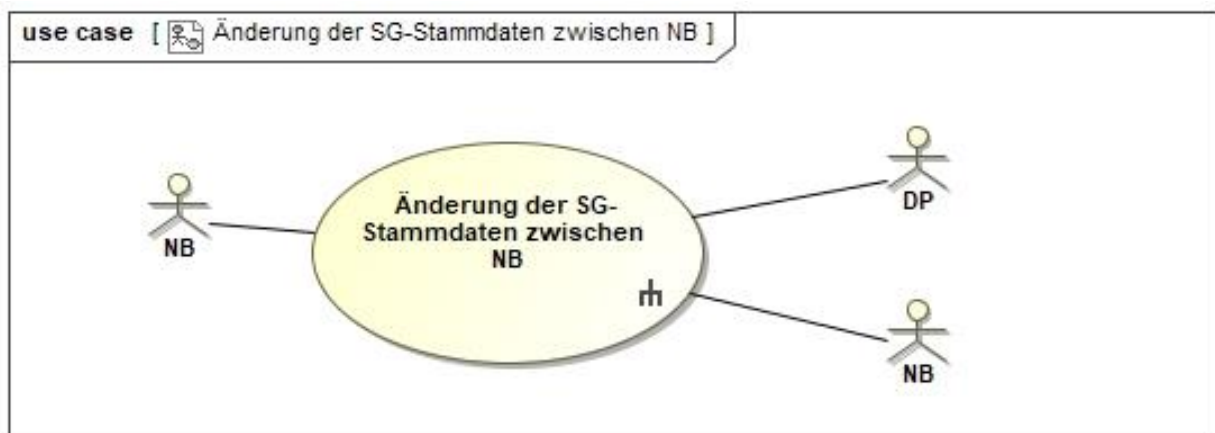 use case [ Änderung der SG-Stammdaten zwischen NB ]
NB
Änderung der SG-
Stammdaten zwischen
NB
DP
NB